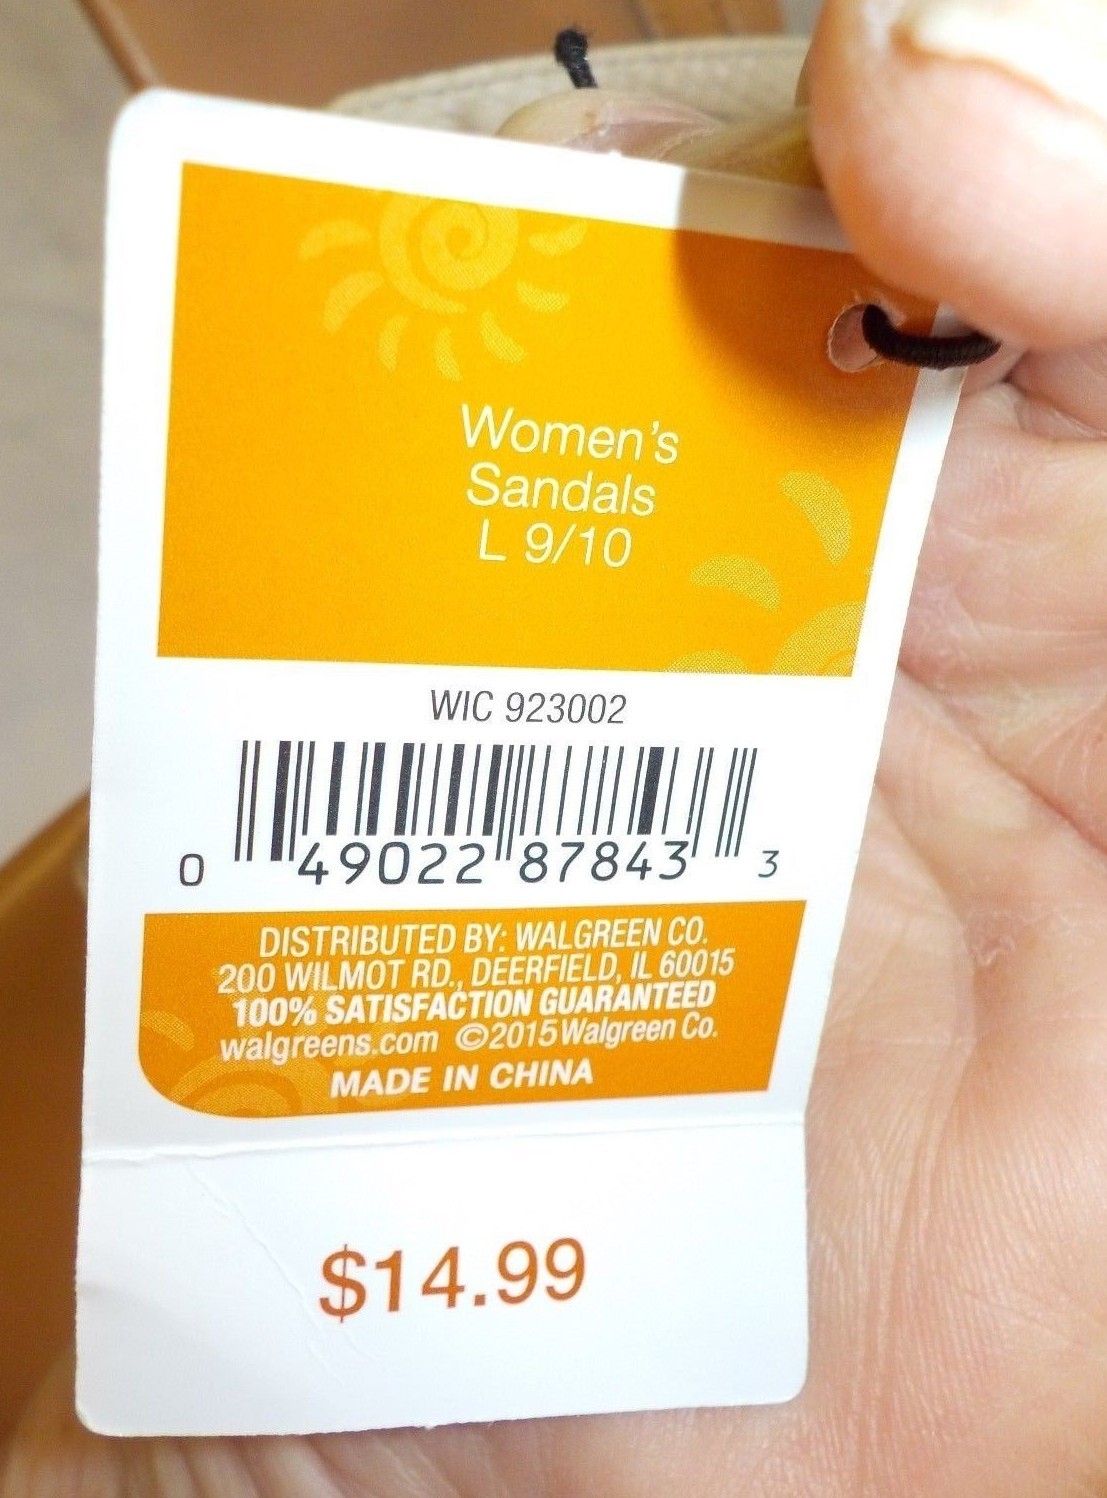 Women's
Sandals
L 9/10
WIC 923002
0 49022 87843 3
DISTRIBUTED BY: WALGREEN CO.
200 WILMOT RD., DEERFIELD, IL 60015
100% SATISFACTION GUARANTEED
walgreens.com ©2015 Walgreen Co.
MADE IN CHINA
$14.99